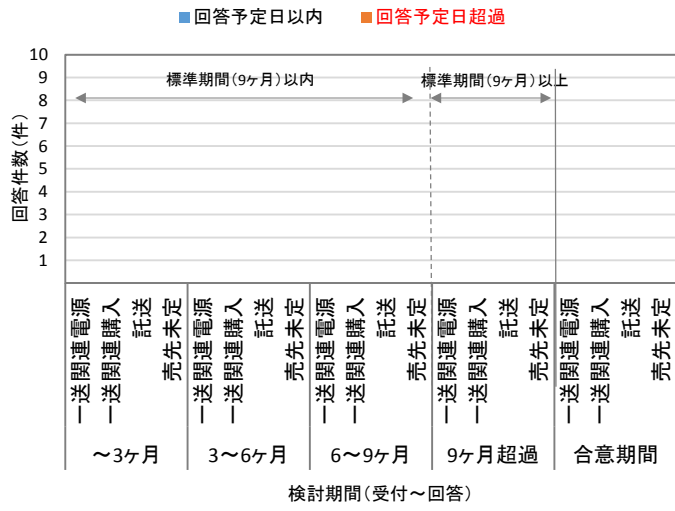 回答予定日以内 回答予定日超過
10
9
8
7
6
5
4
3
2
1
回答件数(件)
標準期間(9ヶ月)以内 標準期間(9ヶ月)以上
一送関連電源 一送関連購入 託送 売先未定 一送関連電源 一送関連購入 託送 売先未定 一送関連電源 一送関連購入 託送 売先未定 一送関連電源 一送関連購入 託送 売先未定 一送関連電源 一送関連購入 託送 売先未定
～3ヶ月 3～6ヶ月 6～9ヶ月 9ヶ月超過 合意期間
検討期間(受付～回答)